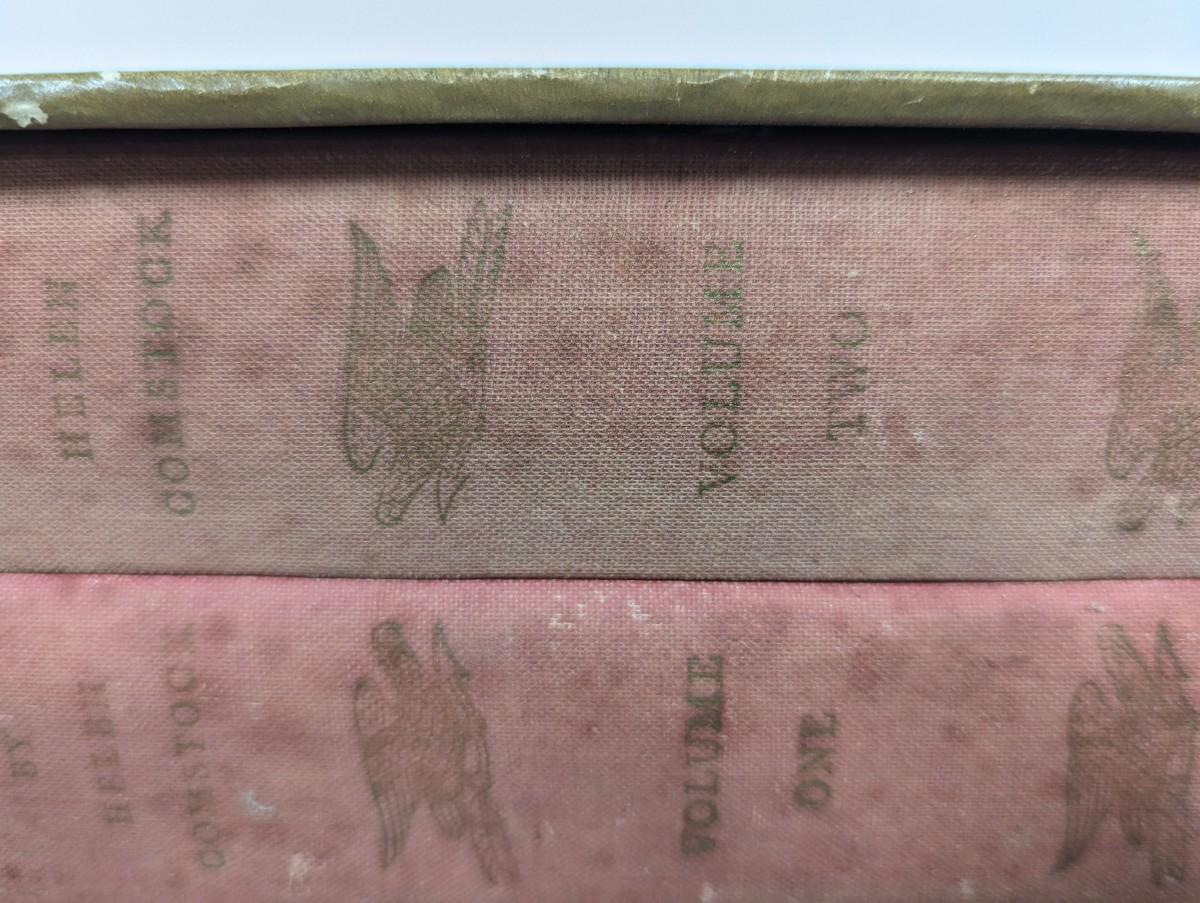 HELEN
COMSTOCK
VOLUME
TWO
BY
HELEN
COMSTOCK
VOLUME
ONE